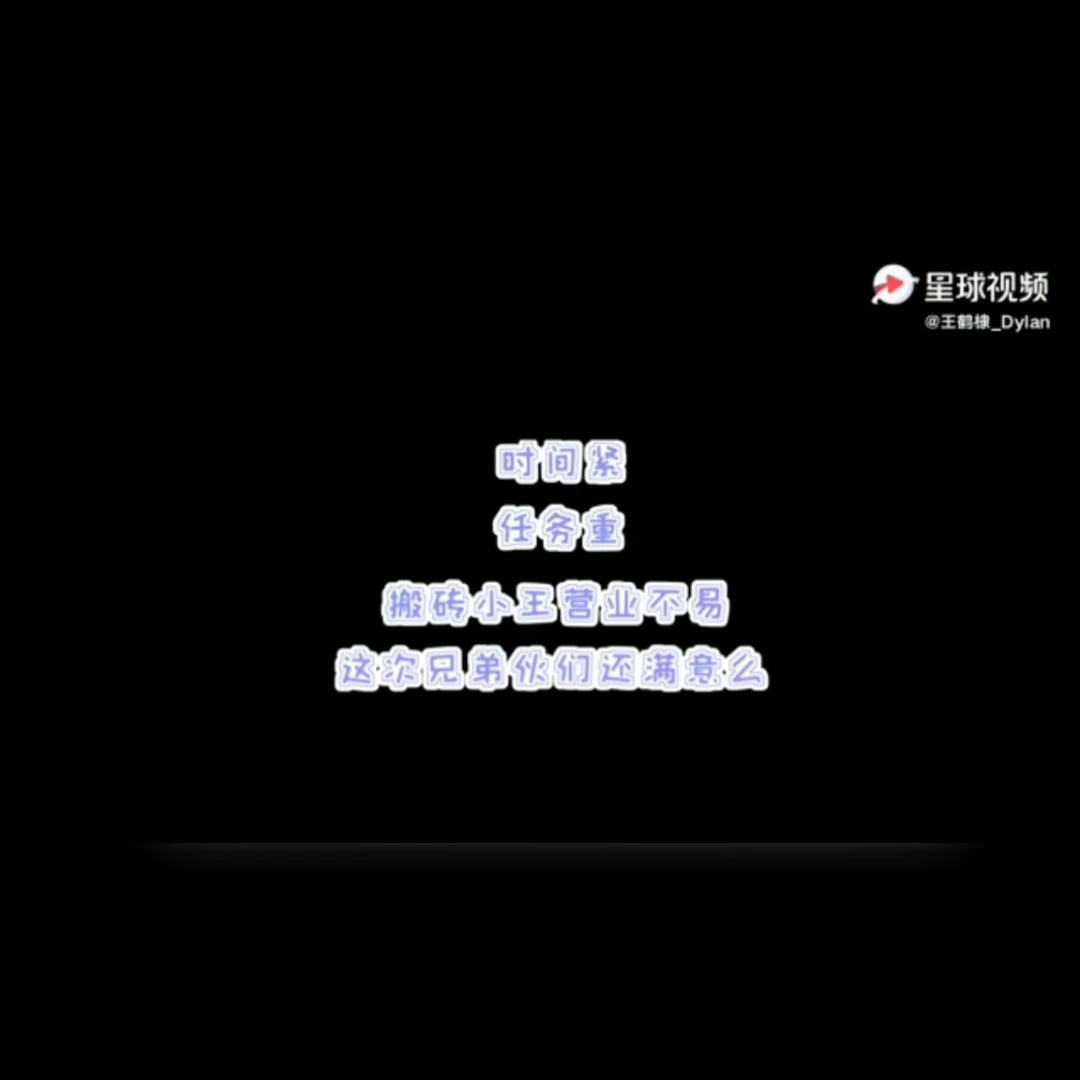 星球视频
@王鹤棣_Dylan
时间紧
任务重
搬砖小王营业不易
这次兄弟伙们还满意么